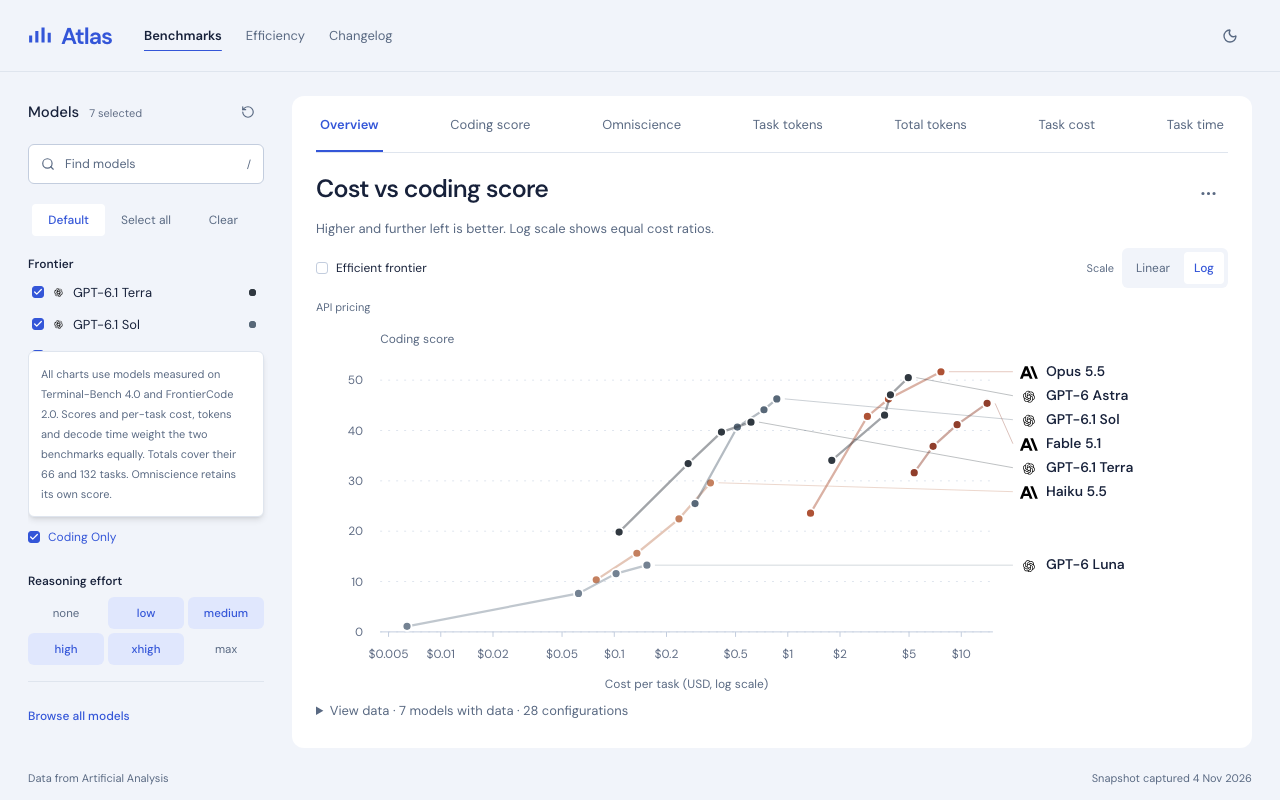 Atlas
Benchmarks
Efficiency
Changelog
Models
7 selected
Find models
/
Default
Select all
Clear
Frontier
GPT-6.1 Terra
GPT-6.1 Sol
All charts use models measured on
Terminal-Bench 4.0 and FrontierCode
2.0. Scores and per-task cost, tokens
and decode time weight the two
benchmarks equally. Totals cover their
66 and 132 tasks. Omniscience retains
its own score.
Coding Only
Reasoning effort
none
low
medium
high
xhigh
max
Browse all models
Overview
Coding score
Omniscience
Task tokens
Total tokens
Task cost
Task time
Cost vs coding score
Higher and further left is better. Log scale shows equal cost ratios.
Efficient frontier
Scale
Linear
Log
API pricing
Coding score
50
40
30
20
10
0
$0.005
$0.01
$0.02
$0.05
$0.1
$0.2
$0.5
$1
$2
$5
$10
Cost per task (USD, log scale)
Opus 5.5
GPT-6 Astra
GPT-6.1 Sol
Fable 5.1
GPT-6.1 Terra
Haiku 5.5
GPT-6 Luna
View data · 7 models with data · 28 configurations
Data from Artificial Analysis
Snapshot captured 4 Nov 2026